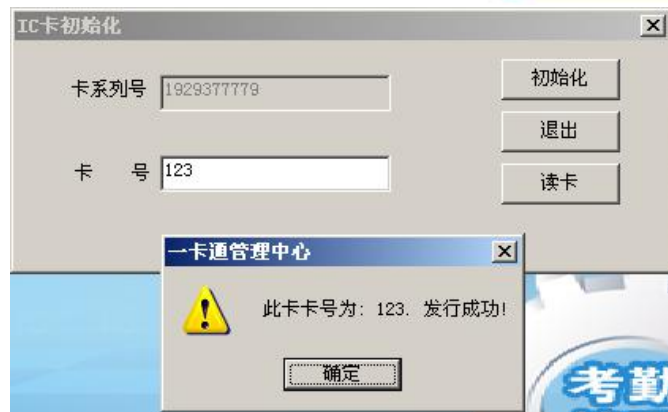 IC卡初始化
卡系列号 1929377779 初始化
退出
卡 号 123 读卡
一卡通管理中心
此卡卡号为: 123. 发行成功!
确定
考勤